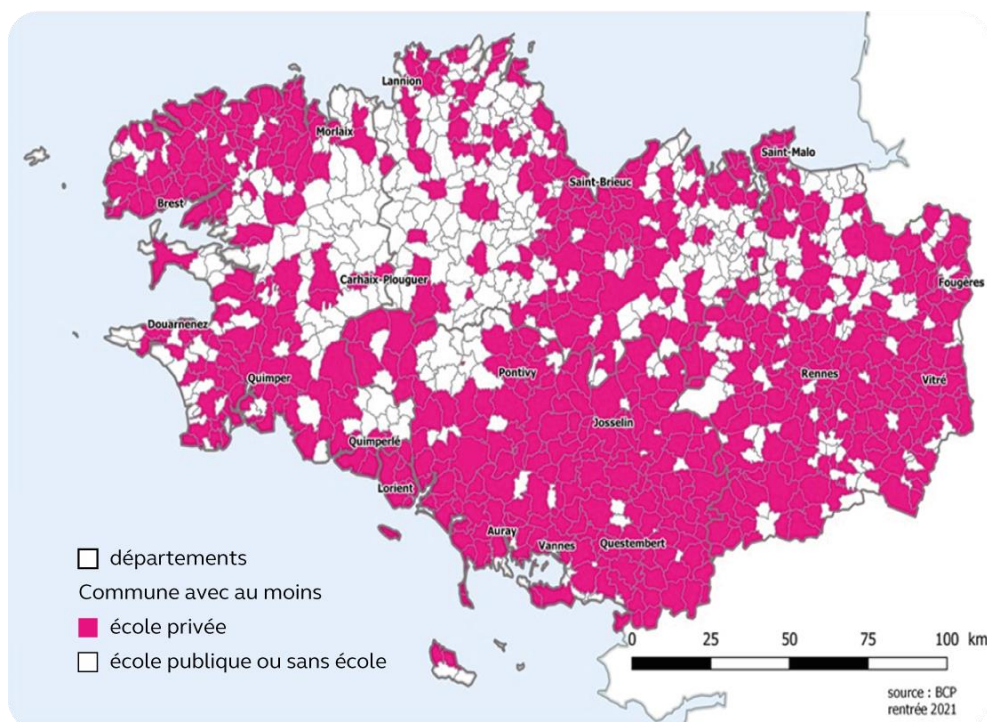 Lannion
Morlaix
Saint-Malo
Saint-Brieuc
Brest
Carhaix-Plouguer
Fougères
Douarnenez
Quimper
Pontivy
Rennes
Vitré
Josselin
Quimperlé
Lorient
Auray
Vannes
Questembert
départements
Commune avec au moins
école privée
école publique ou sans école
0 25 50 75 100 km
source : BCP
rentrée 2021